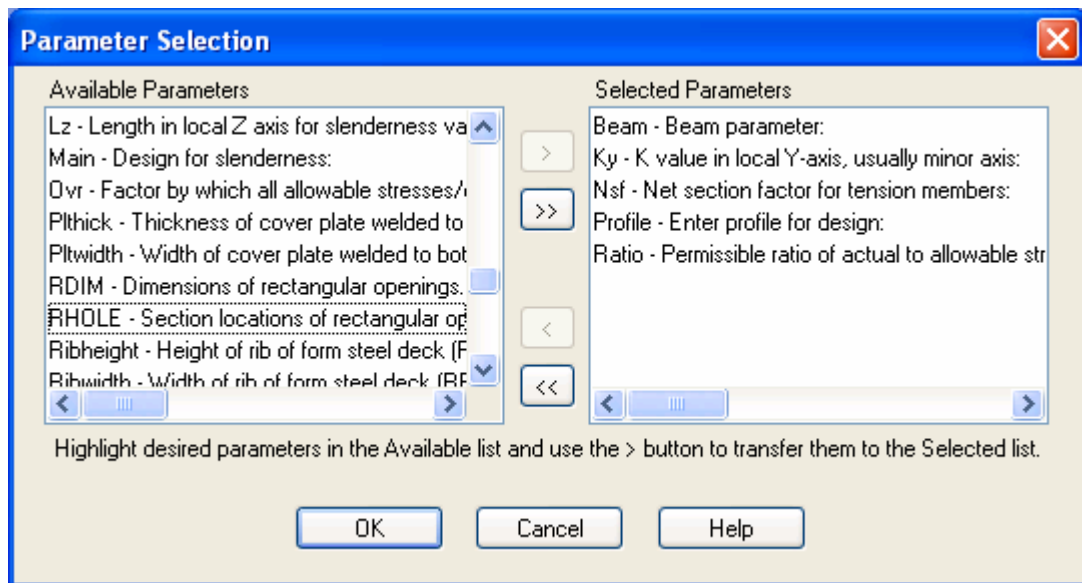 Parameter Selection
Available Parameters
Lz - Length in local Z axis for slenderness va
Main - Design for slenderness:
Ovr - Factor by which all allowable stresses/
Plthick - Thickness of cover plate welded to
Pltwidth - Width of cover plate welded to bot
RDIM - Dimensions of rectangular openings.
RHOLE - Section locations of rectangular op
Ribheight - Height of rib of form steel deck (F
Ribwidth - Width of rib of form steel deck (RF
>
>>
<
<<
Selected Parameters
Beam - Beam parameter:
Ky - K value in local Y-axis, usually minor axis:
Nsf - Net section factor for tension members:
Profile - Enter profile for design:
Ratio - Permissible ratio of actual to allowable str
Highlight desired parameters in the Available list and use the > button to transfer them to the Selected list.
OK
Cancel
Help